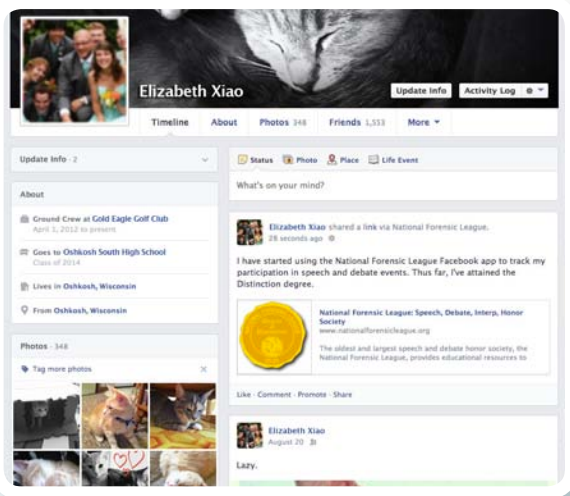 Elizabeth Xiao
Update Info
Activity Log
Timeline
About
Photos 348
Friends 1,553
More
Update Info · 2
About
Ground Crew at Gold Eagle Golf Club
April 1, 2012 to present
Goes to Oshkosh South High School
Class of 2014
Lives in Oshkosh, Wisconsin
From Oshkosh, Wisconsin
Photos · 348
Tag more photos
Status Photo Place Life Event
What's on your mind?
Elizabeth Xiao shared a link via National Forensic League.
28 seconds ago
I have started using the National Forensic League Facebook app to track my
participation in speech and debate events. Thus far, I've attained the
Distinction degree.
National Forensic League: Speech, Debate, Interp, Honor
Society
www.nationalforensicleague.org
The oldest and largest speech and debate honor society, the
National Forensic League, provides educational resources to
Like · Comment · Promote · Share
Elizabeth Xiao
August 20
Lazy.